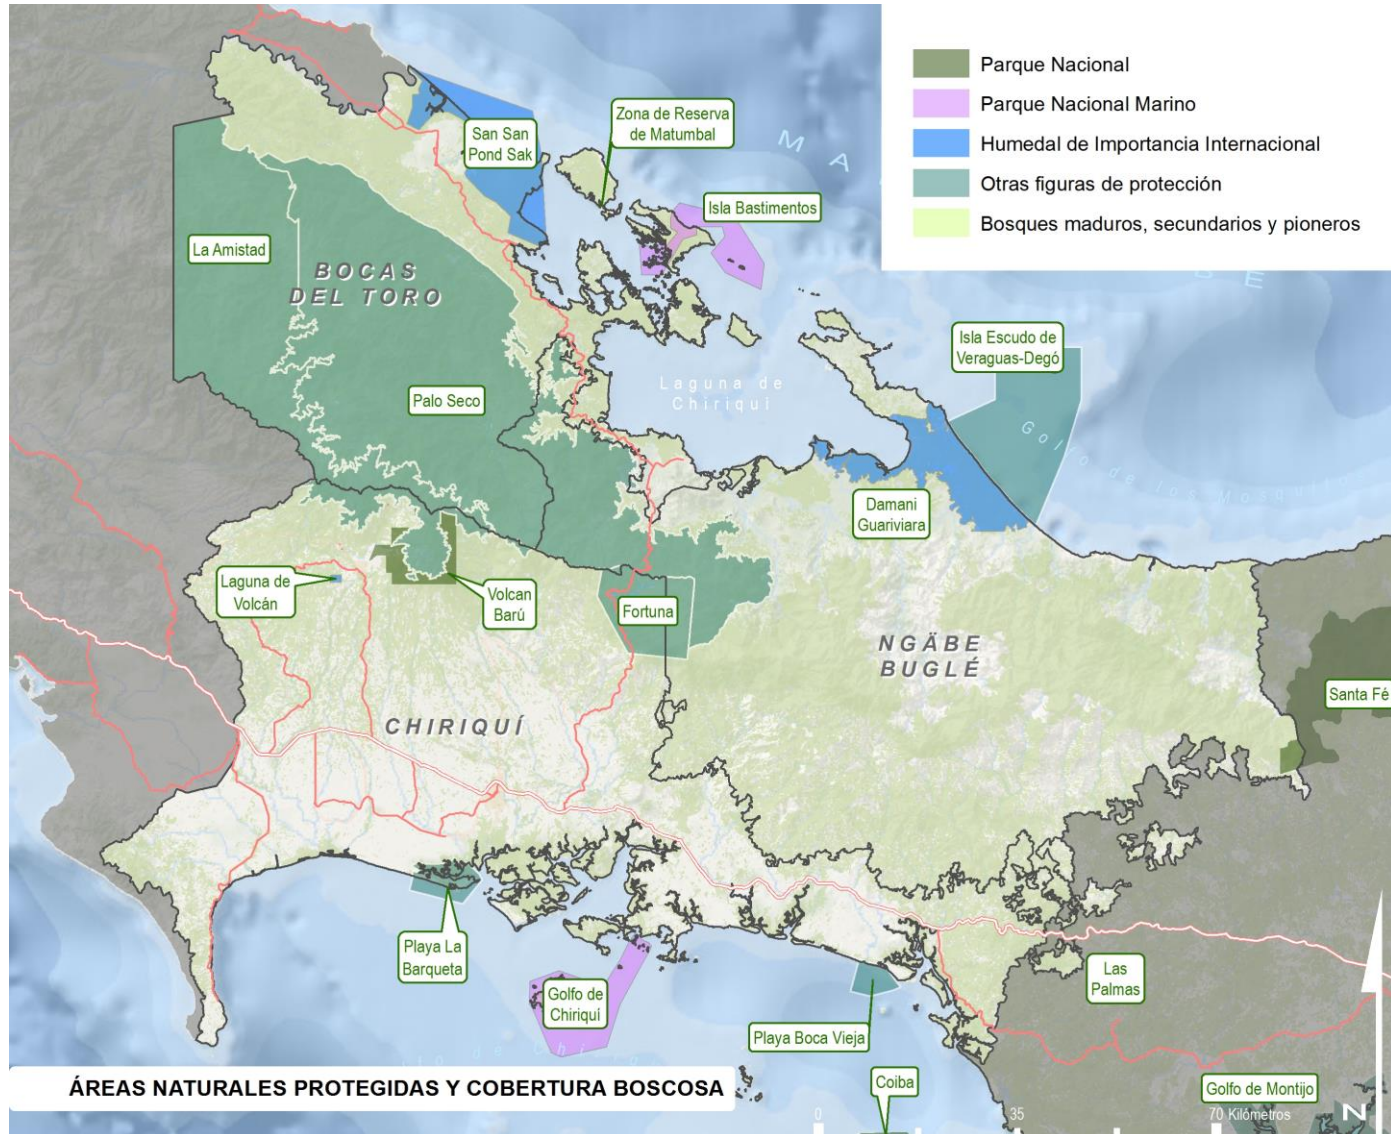 Parque Nacional
Parque Nacional Marino
Humedal de Importancia Internacional
Otras figuras de protección
Bosques maduros, secundarios y pioneros
M A
B E
San San
Pond Sak
Zona de Reserva
de Matumbal
Isla Bastimentos
La Amistad
BOCAS
DEL TORO
Isla Escudo de
Veraguas-Degó
Palo Seco
Laguna de
Chiriquí
Golfo de los Mosquitos
Damani
Guariviara
Laguna de
Volcán
Volcan
Barú
Fortuna
NGÄBE
BUGLÉ
Santa Fé
CHIRIQUÍ
Playa La
Barqueta
Las
Palmas
Golfo de
Chiriquí
Playa Boca Vieja
ÁREAS NATURALES PROTEGIDAS Y COBERTURA BOSCOSA
Coiba
Golfo de Montijo
0 35 70 Kilómetros
N